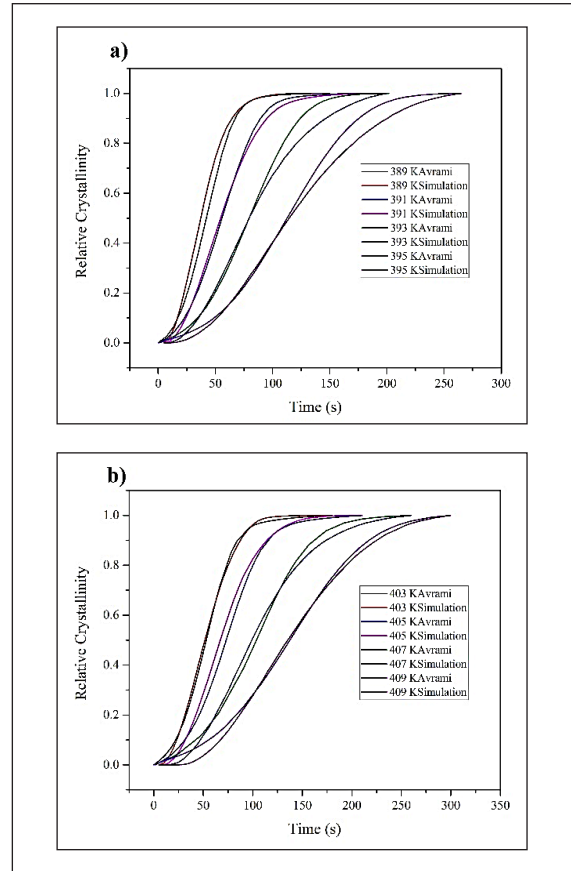 a)
1.0
0.8
0.6
0.4
0.2
0.0
Relative Crystallinity
389 KAvrami
389 KSimulation
391 KAvrami
391 KSimulation
393 KAvrami
393 KSimulation
395 KAvrami
395 KSimulation
0 50 100 150 200 250 300
Time (s)
b)
1.0
0.8
0.6
0.4
0.2
0.0
Relative Crystallinity
403 KAvrami
403 KSimulation
405 KAvrami
405 KSimulation
407 KAvrami
407 KSimulation
409 KAvrami
409 KSimulation
0 50 100 150 200 250 300 350
Time (s)